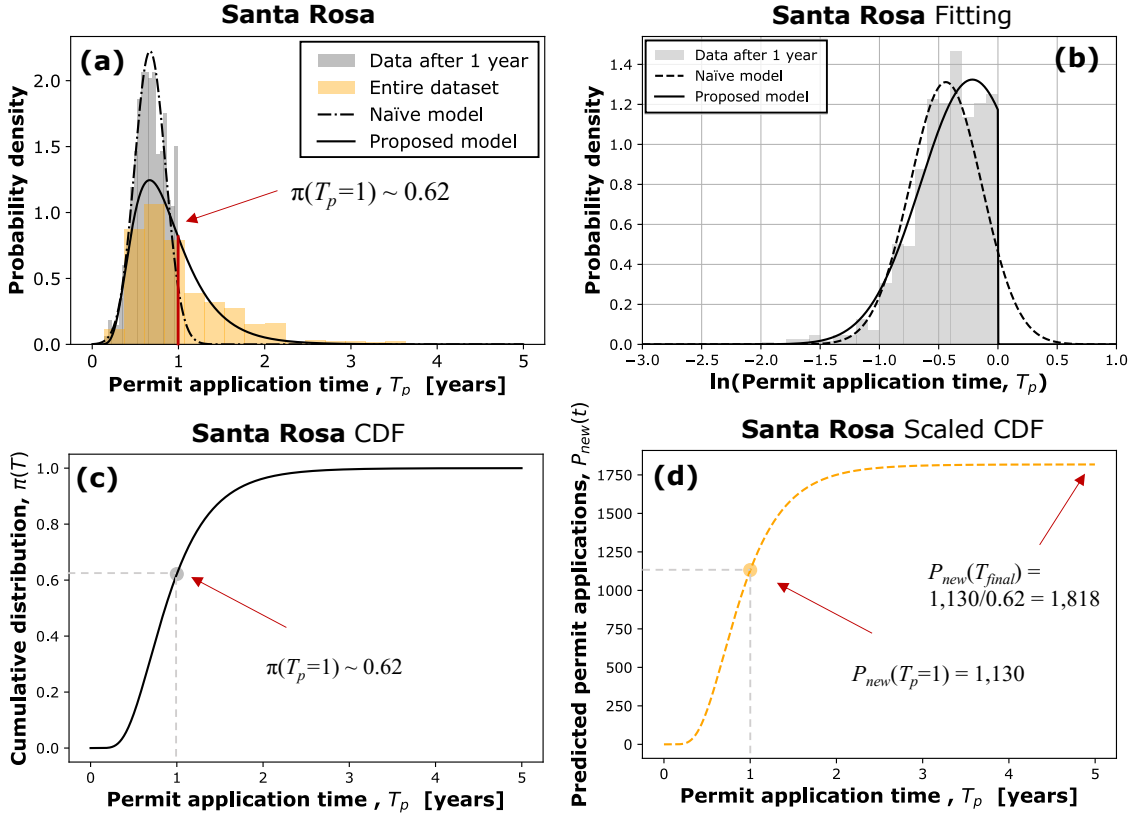 Santa Rosa
(a)
Data after 1 year
Entire dataset
Naïve model
Proposed model
π(Tp=1) ~ 0.62
Probability density
2.0
1.5
1.0
0.5
0.0
0 1 2 3 4 5
Permit application time , Tp [years]
Santa Rosa Fitting
(b)
Data after 1 year
Naïve model
Proposed model
Probability density
1.4
1.2
1.0
0.8
0.6
0.4
0.2
0.0
−3.0 −2.5 −2.0 −1.5 −1.0 −0.5 0.0 0.5 1.0
ln(Permit application time, Tp)
Santa Rosa CDF
(c)
Cumulative distribution, π(T)
1.0
0.8
0.6
0.4
0.2
0.0
π(Tp=1) ~ 0.62
0 1 2 3 4 5
Permit application time , Tp [years]
Santa Rosa Scaled CDF
(d)
Predicted permit applications, Pnew(t)
1750
1500
1250
1000
750
500
250
0
Pnew(Tfinal) =
1,130/0.62 = 1,818
Pnew(Tp=1) = 1,130
0 1 2 3 4 5
Permit application time , Tp [years]